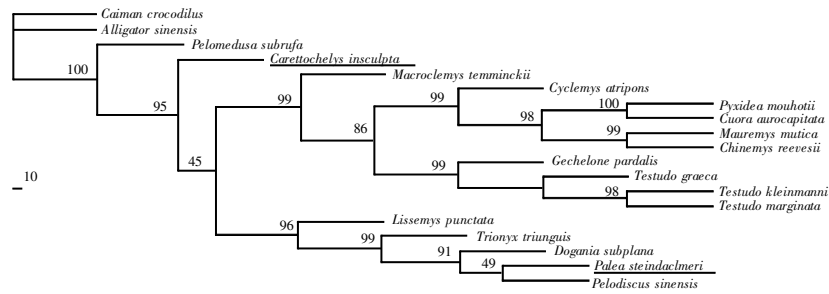 Caiman crocodilus
Alligator sinensis
Pelomedusa subrufa
100
Carettochelys insculpta
95
Macroclemys temminckii
99
Cyclemys atripons
99
100
Pyxidea mouhotii
98
Cuora aurocapitata
86
99
Mauremys mutica
Chinemys reevesii
45
Gechelone pardalis
99
Testudo graeca
10
98
Testudo kleinmanni
Testudo marginata
Lissemys punctata
96
Trionyx triunguis
99
Dogania subplana
91
49
Palea steindaclmeri
Pelodiscus sinensis